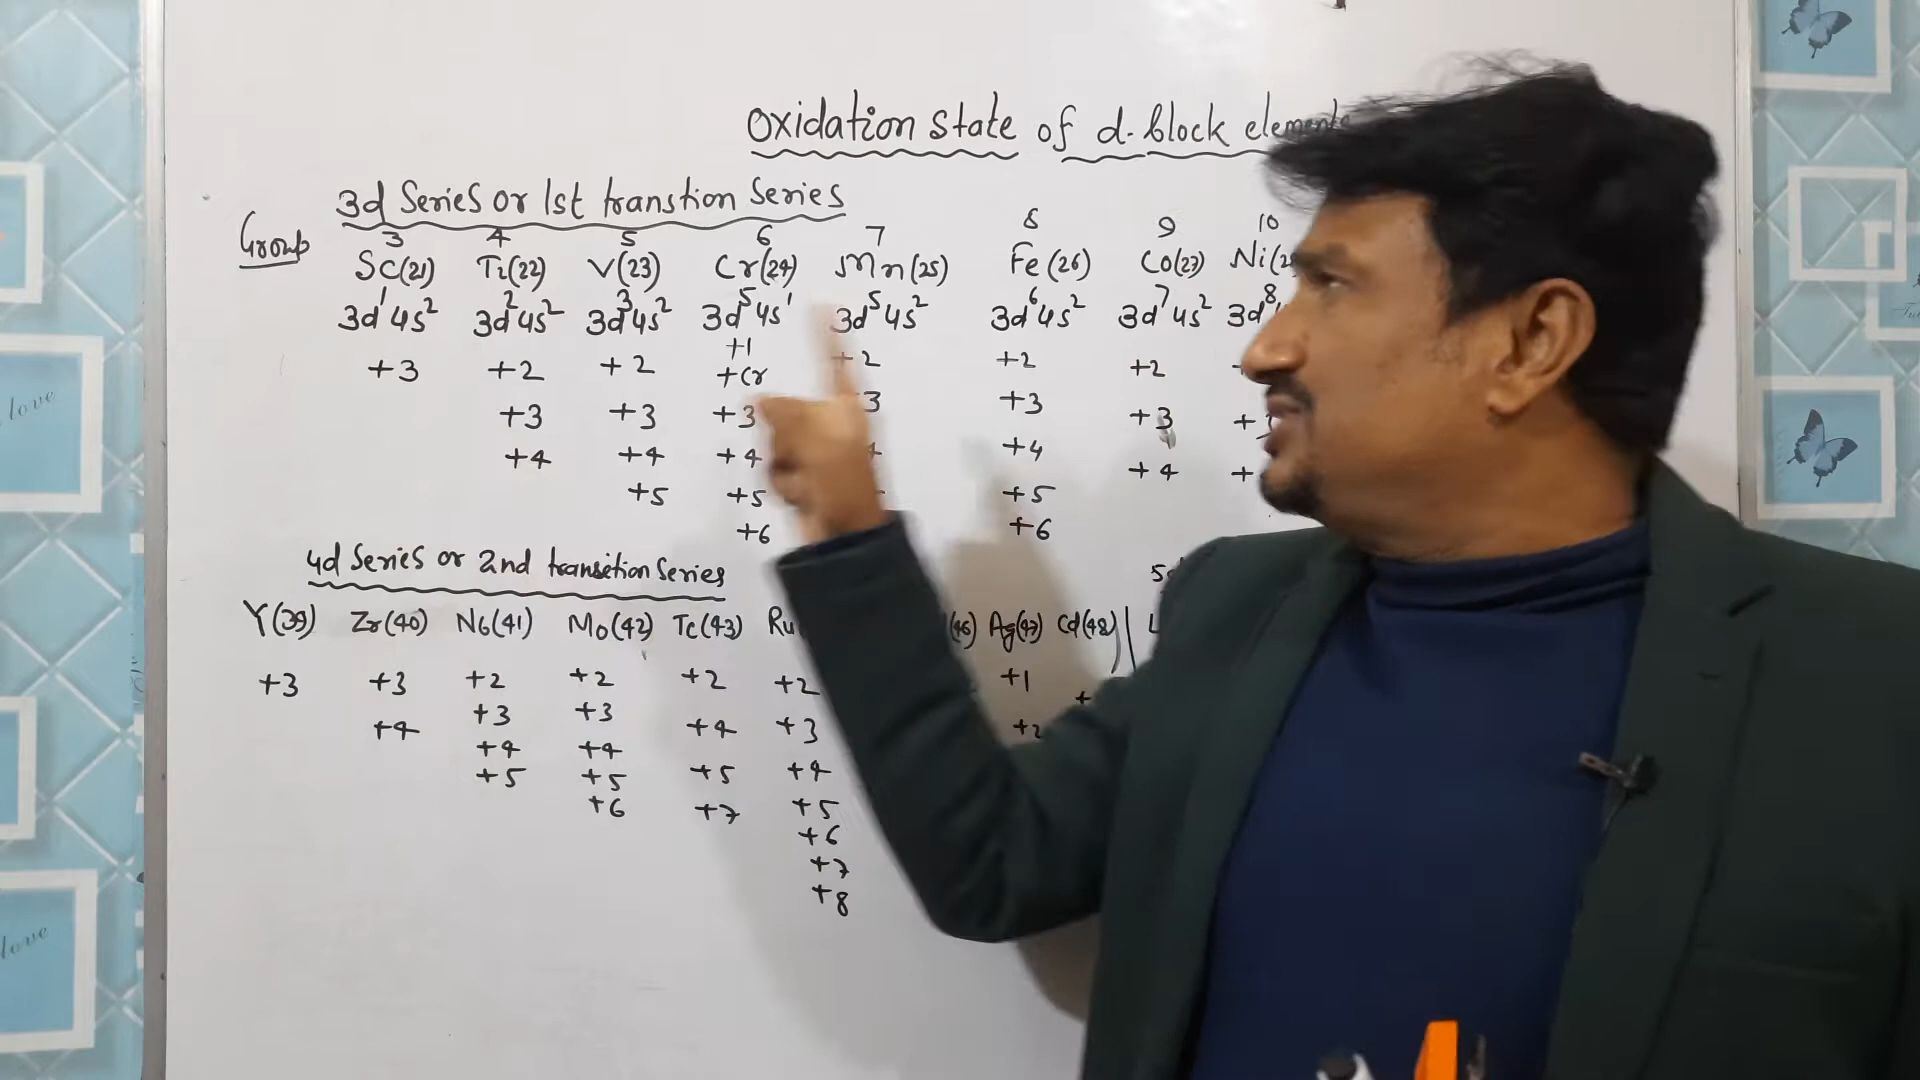 Oxidation state of d-block elements
3d Series or 1st transtion Series
Group 3 4 5 6 7 8 9 10
Sc(21) Ti(22) V(23) Cr(24) Mn(25) Fe(26) Co(27) Ni(2
3d¹4s² 3d²4s² 3d³4s² 3d⁵4s¹ 3d⁵4s² 3d⁶4s² 3d⁷4s² 3d⁸
+1
+3 +2 +2 +Cr +2 +2 +2
+3 +3 +3 3 +3 +3
+4 +4 +4 +4 +4
+5 +5 +5
+6 +6
4d Series or 2nd transetion Series
Y(39) Zr(40) Nb(41) Mo(42) Tc(43) Ru (46) Ag(47) Cd(48) L
+3 +3 +2 +2 +2 +2 +1
+4 +3 +3 +4 +3 +2
+4 +4 +5 +4
+5 +5 +7 +5
+6 +6
+7
+8
love
love